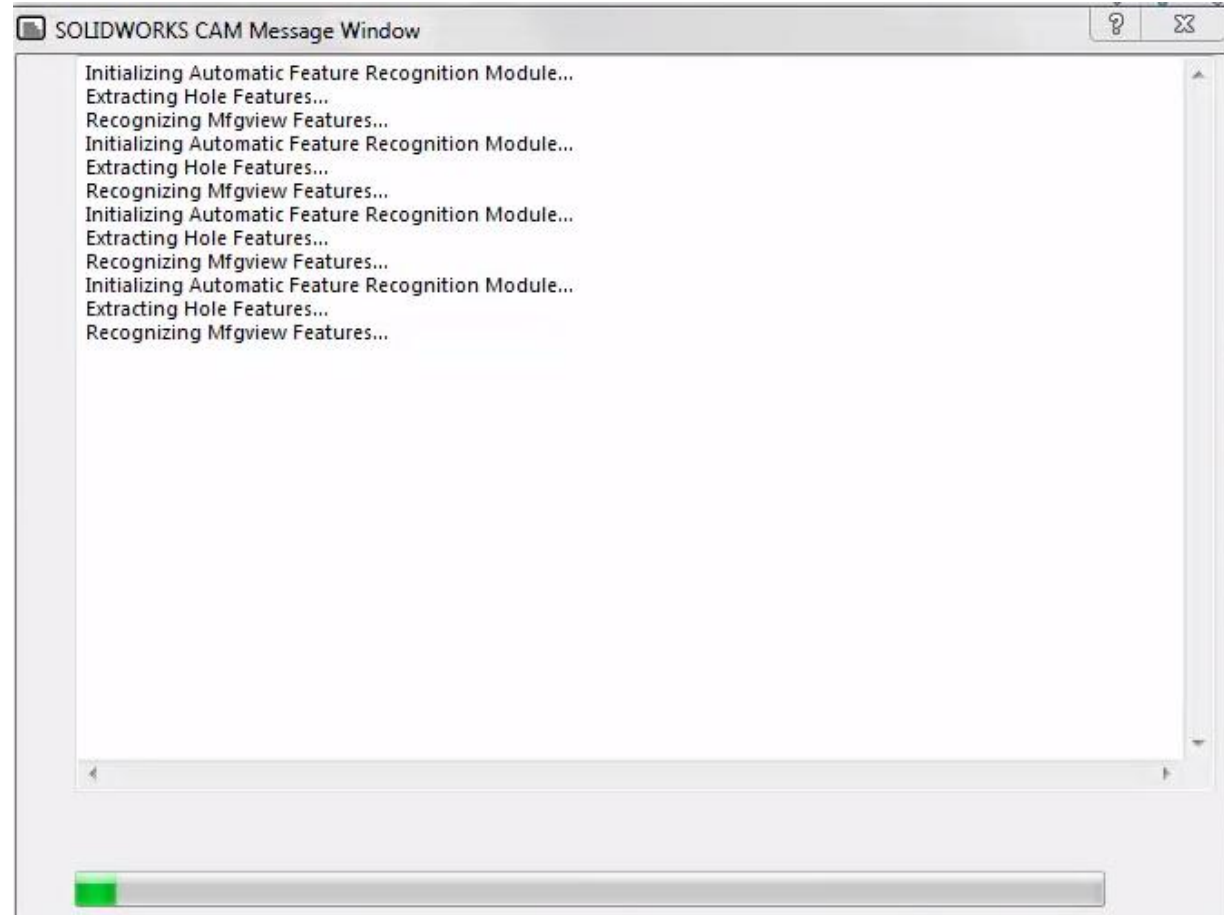 SOLIDWORKS CAM Message Window
Initializing Automatic Feature Recognition Module...
Extracting Hole Features...
Recognizing Mfgview Features...
Initializing Automatic Feature Recognition Module...
Extracting Hole Features...
Recognizing Mfgview Features...
Initializing Automatic Feature Recognition Module...
Extracting Hole Features...
Recognizing Mfgview Features...
Initializing Automatic Feature Recognition Module...
Extracting Hole Features...
Recognizing Mfgview Features...